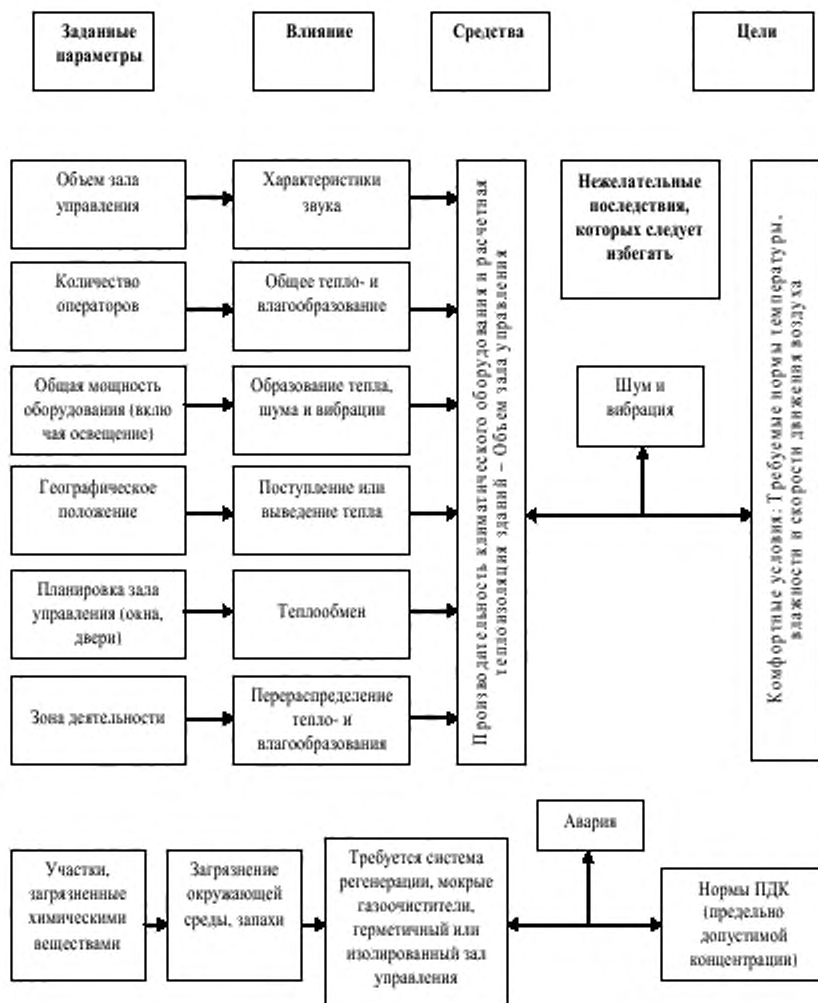 Заданные
параметры
Влияние
Средства
Цели
Объем зала
управления
Характеристики
звука
Нежелательные
последствия,
которых следует
избегать
Количество
операторов
Общее тепло- и
влагообразование
Общая мощность
оборудования (вклю
чая освещение)
Образование тепла,
шума и вибрации
Шум и
вибрация
Географическое
положение
Поступление или
выведение тепла
Планировка зала
управления (окна,
двери)
Теплообмен
Зона деятельности
Перераспределение
тепло- и
влагообразования
Производительность климатического оборудования и расчетная
теплоизоляция зданий – Объем зала управления
Комфортные условия: Требуемые нормы температуры,
влажности и скорости движения воздуха
Авария
Участки,
загрязненные
химическими
веществами
Загрязнение
окружающей
среды, запахи
Требуется система
регенерации, мокрые
газоочистители,
герметичный или
изолированный зал
управления
Нормы ПДК
(предельно
допустимой
концентрации)